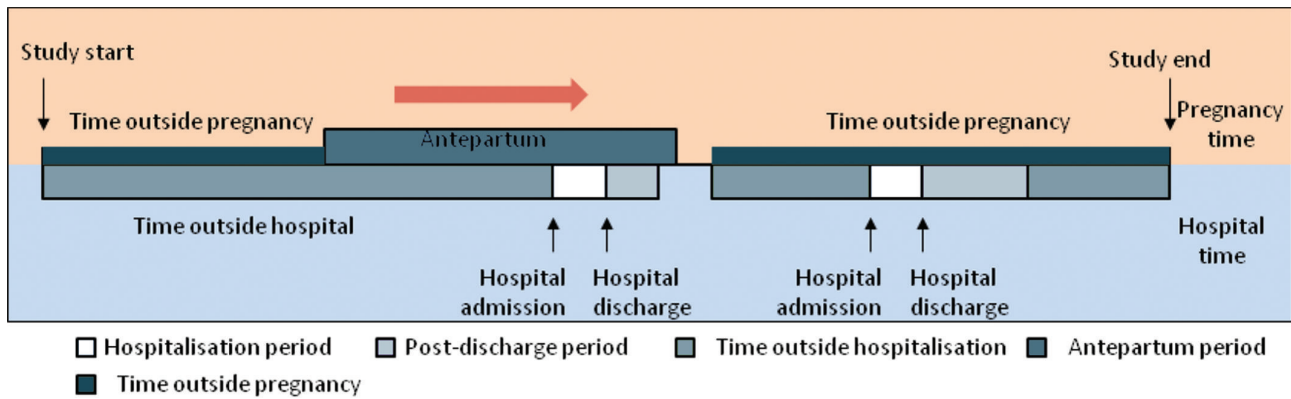 Study start
Study end
Time outside pregnancy
Antepartum
Time outside pregnancy
Pregnancy
time
Time outside hospital
Hospital
time
Hospital
admission
Hospital
discharge
Hospital
admission
Hospital
discharge
Hospitalisation period
Post-discharge period
Time outside hospitalisation
Antepartum period
Time outside pregnancy